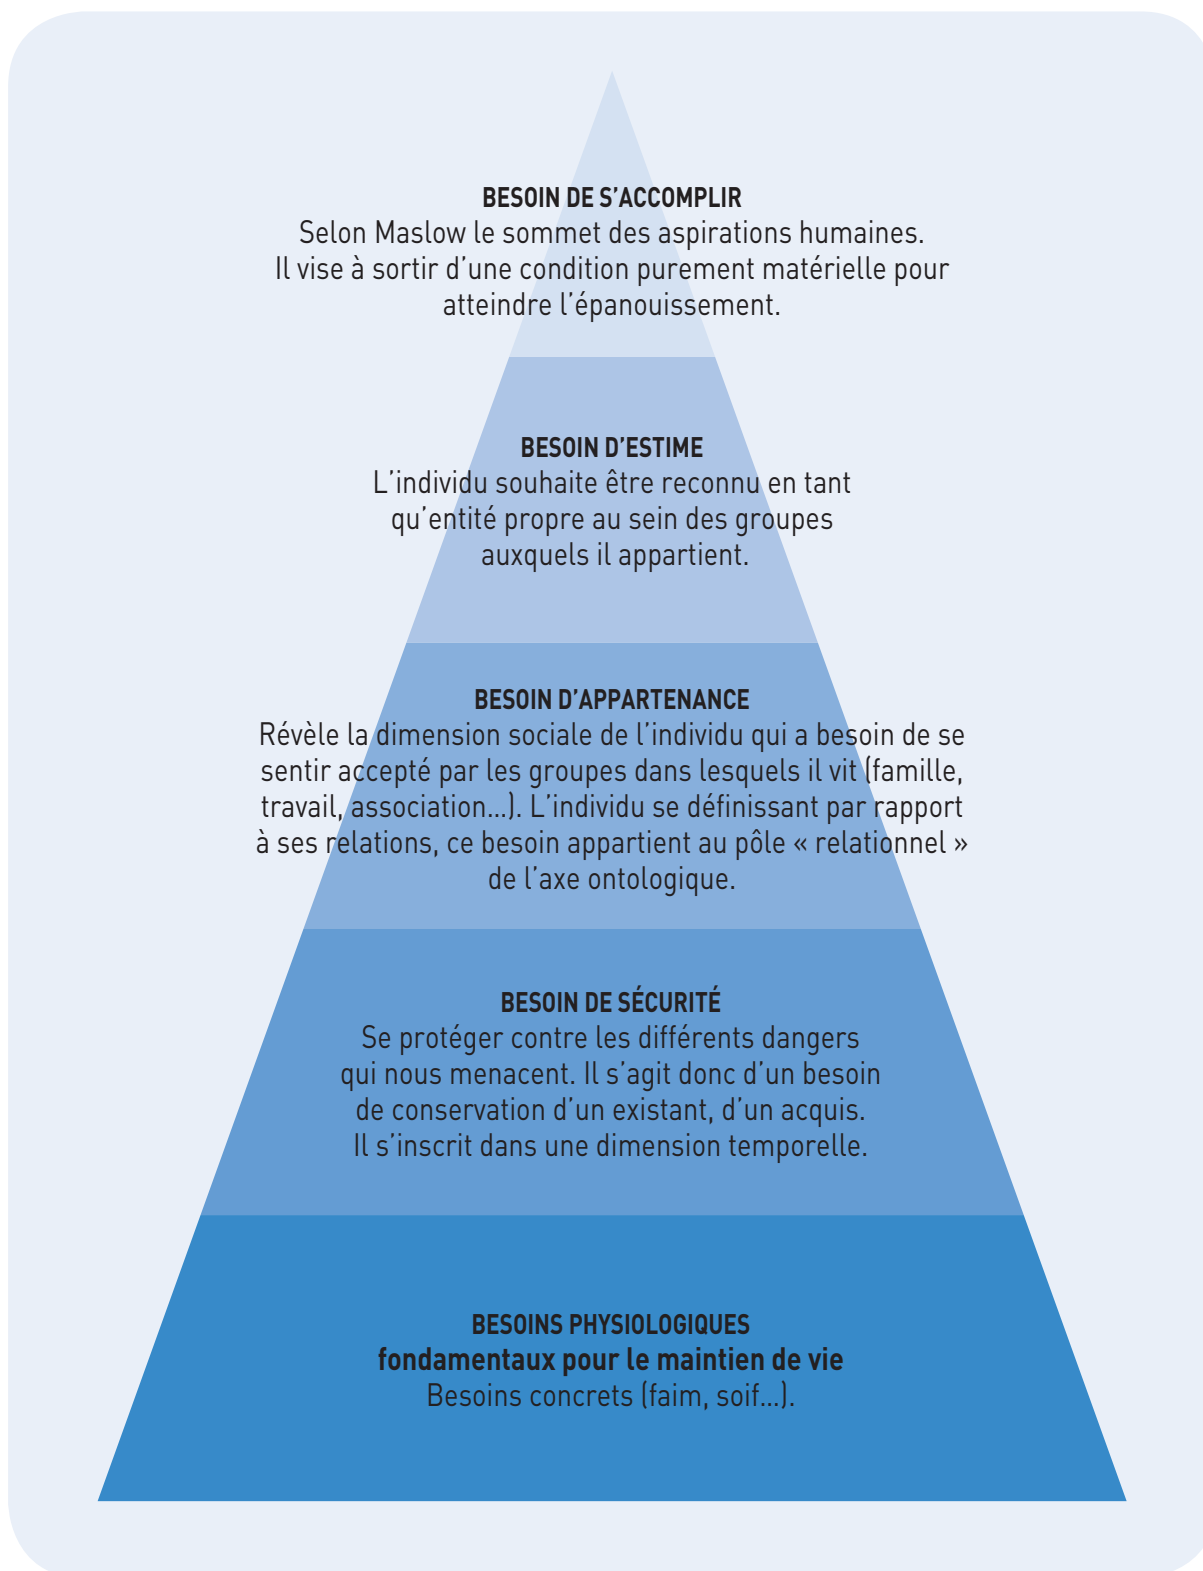 BESOIN DE S’ACCOMPLIR
Selon Maslow le sommet des aspirations humaines.
Il vise à sortir d’une condition purement matérielle pour
atteindre l’épanouissement.
BESOIN D’ESTIME
L’individu souhaite être reconnu en tant
qu’entité propre au sein des groupes
auxquels il appartient.
BESOIN D’APPARTENANCE
Révèle la dimension sociale de l’individu qui a besoin de se
sentir accepté par les groupes dans lesquels il vit (famille,
travail, association...). L’individu se définissant par rapport
à ses relations, ce besoin appartient au pôle « relationnel »
de l’axe ontologique.
BESOIN DE SÉCURITÉ
Se protéger contre les différents dangers
qui nous menacent. Il s’agit donc d’un besoin
de conservation d’un existant, d’un acquis.
Il s’inscrit dans une dimension temporelle.
BESOINS PHYSIOLOGIQUES
fondamentaux pour le maintien de vie
Besoins concrets (faim, soif...).